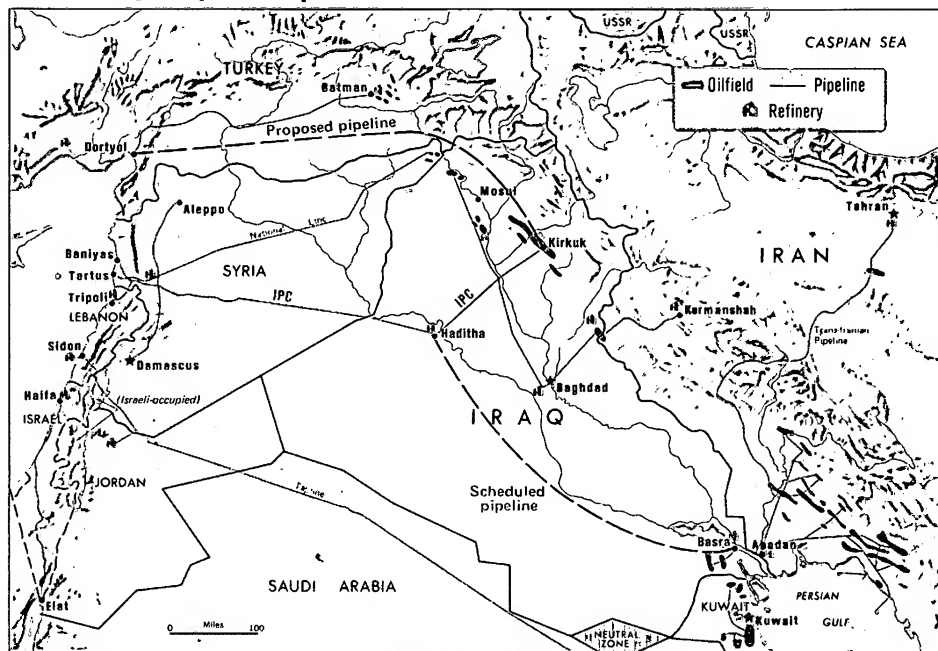 USSR
USSR
CASPIAN SEA
TURKEY
Oilfield
Pipeline
Refinery
Batman
Proposed pipeline
Dortyol
Mosul
Aleppo
Tehran
National Line
Kirkuk
IRAN
Baniyas
SYRIA
Tartus
IPC
IPC
Tripoli
Kermanshah
LEBANON
Haditha
Trans-Iranian
Pipeline
Sidon
Damascus
Baghdad
Haifa
(Israeli-occupied)
ISRAEL
IRAQ
JORDAN
Scheduled
pipeline
Basra
Abadan
SAUDI ARABIA
PERSIAN
GULF
KUWAIT
Kuwait
Elat
Miles
0
100
NEUTRAL
ZONE